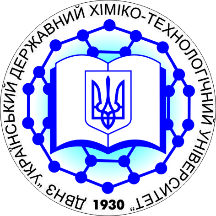 ДВНЗ "УКРАЇНСЬКИЙ ДЕРЖАВНИЙ ХІМІКО-ТЕХНОЛОГІЧНИЙ УНІВЕРСИТЕТ"
1930